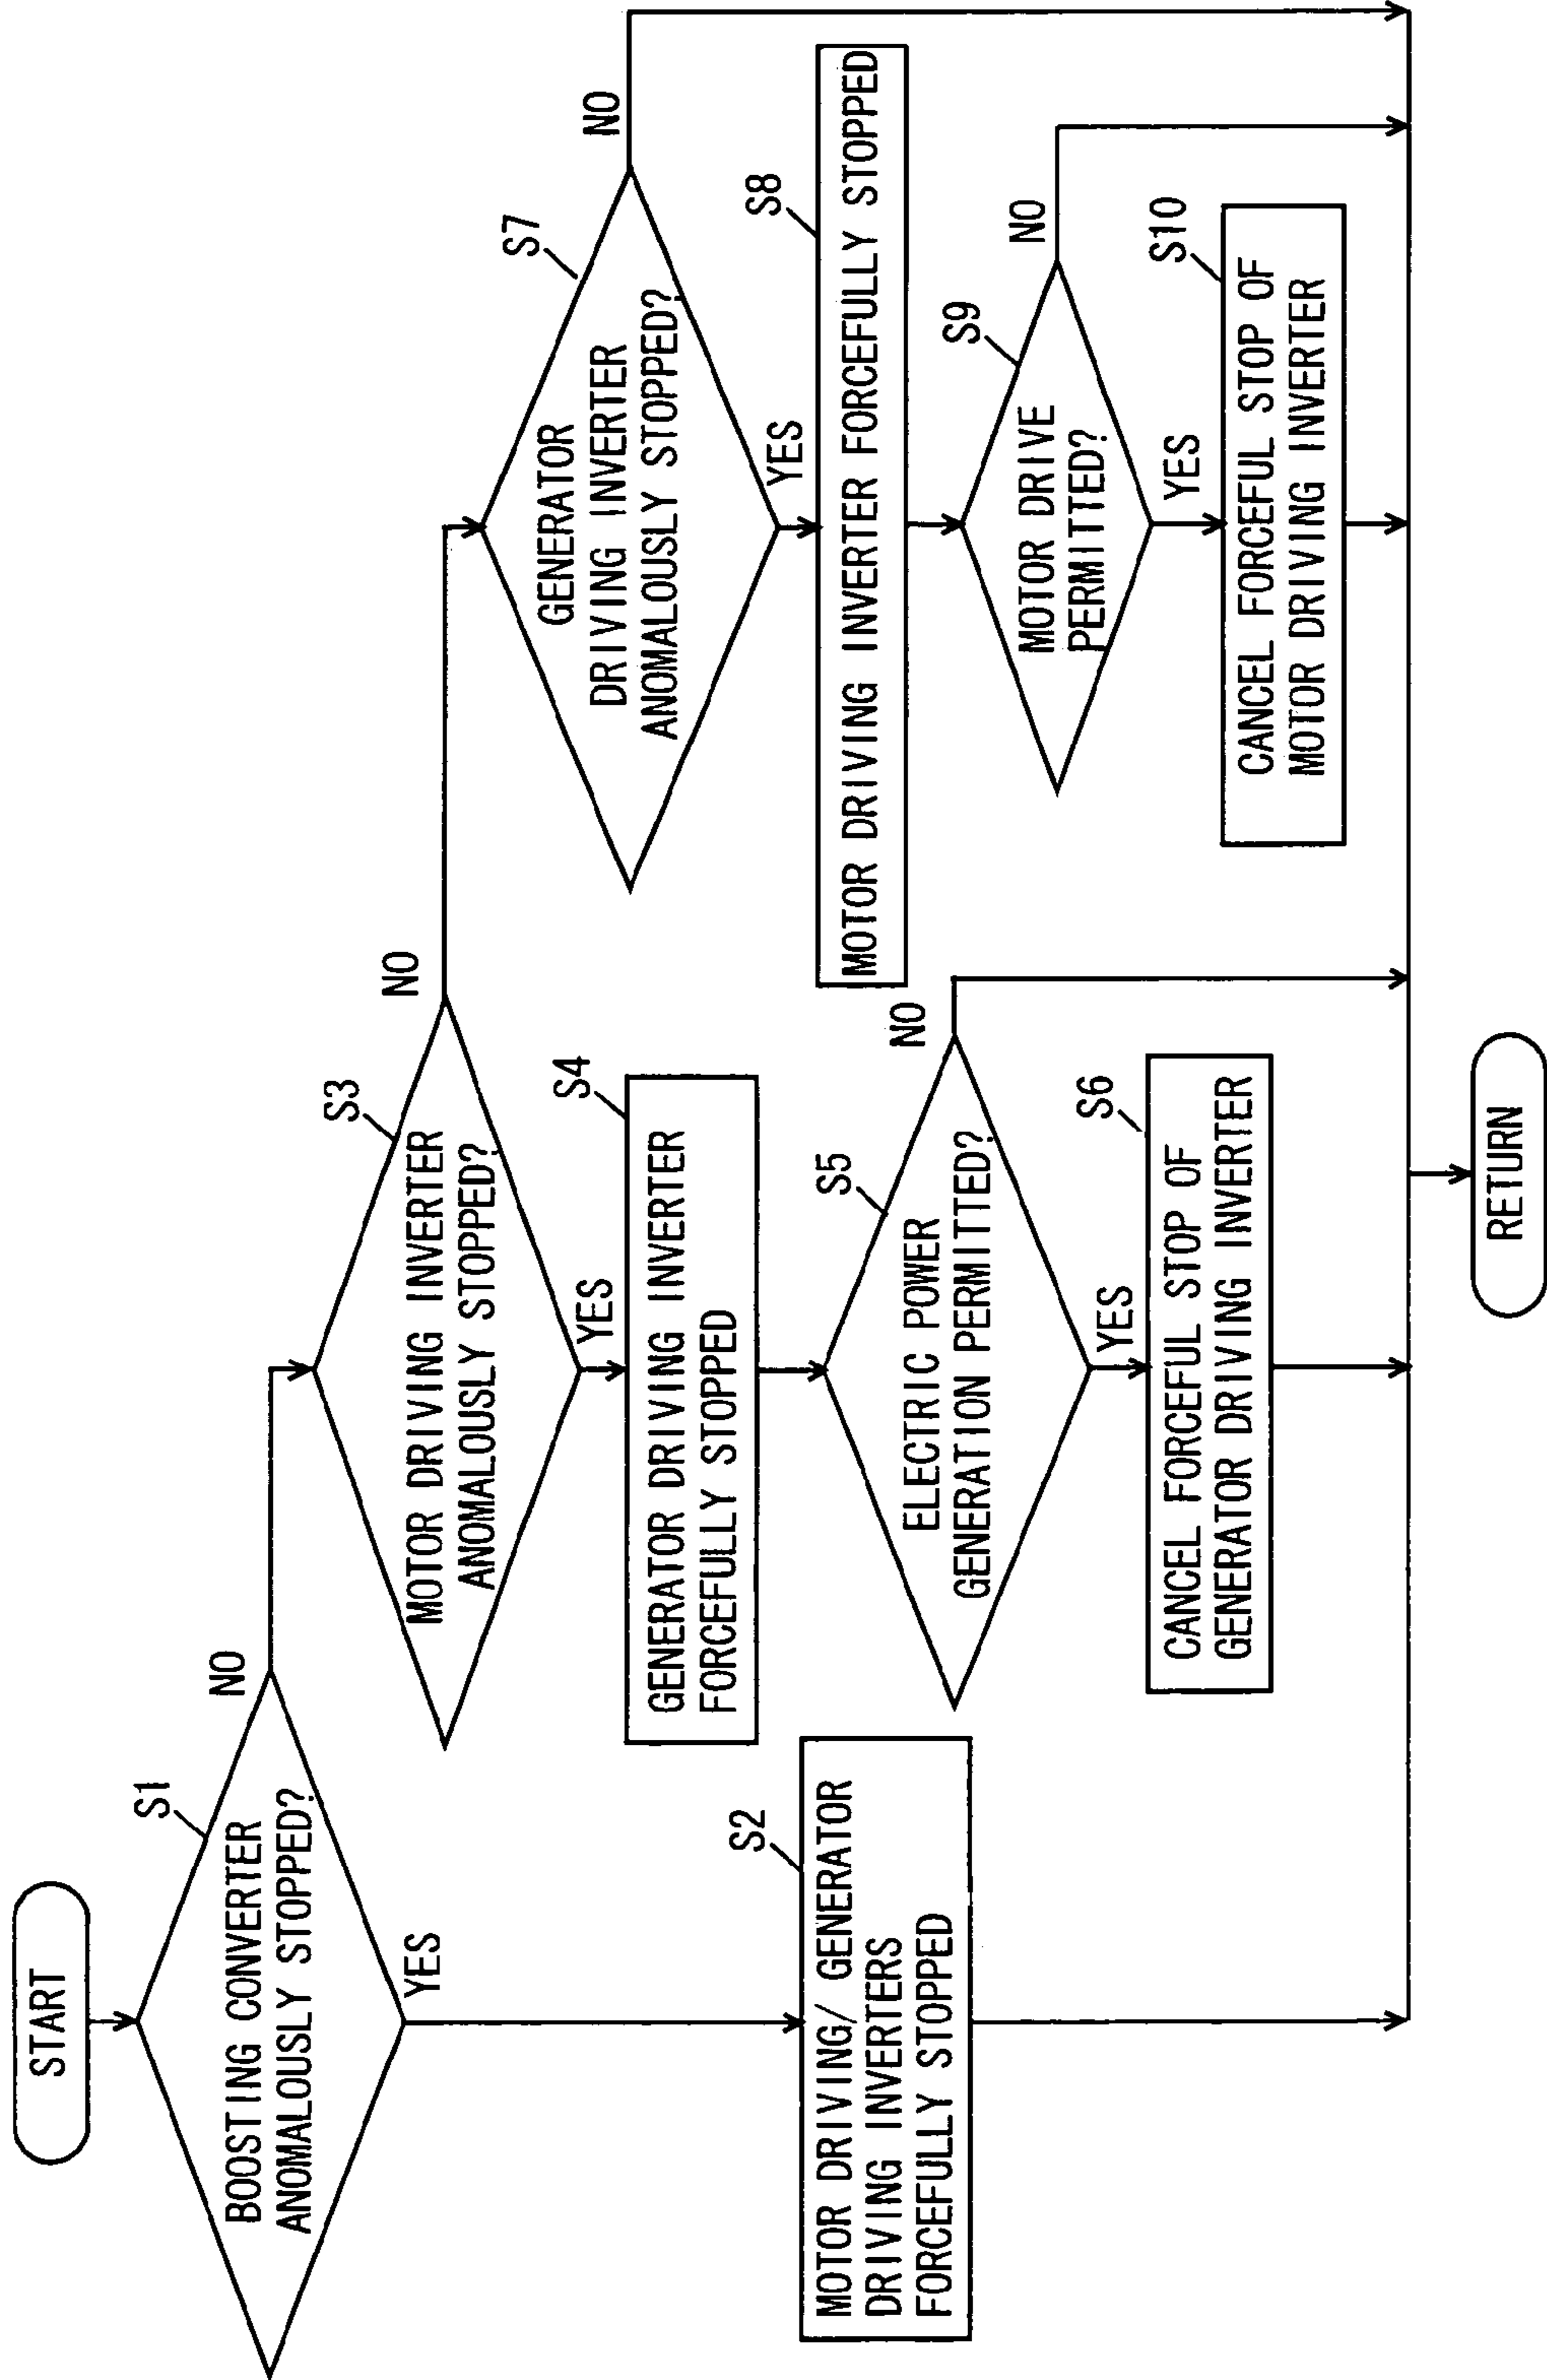 START
S1
BOOSTING CONVERTER
ANOMALOUSLY STOPPED?
NO
YES
S2
MOTOR DRIVING/ GENERATOR
DRIVING INVERTERS
FORCEFULLY STOPPED
S3
MOTOR DRIVING INVERTER
ANOMALOUSLY STOPPED?
NO
YES
S4
GENERATOR DRIVING INVERTER
FORCEFULLY STOPPED
S5
ELECTRIC POWER
GENERATION PERMITTED?
NO
YES
S6
CANCEL FORCEFUL STOP OF
GENERATOR DRIVING INVERTER
S7
GENERATOR
DRIVING INVERTER
ANOMALOUSLY STOPPED?
NO
YES
S8
MOTOR DRIVING INVERTER FORCEFULLY STOPPED
S9
MOTOR DRIVE
PERMITTED?
NO
YES
S10
CANCEL FORCEFUL STOP OF
MOTOR DRIVING INVERTER
RETURN